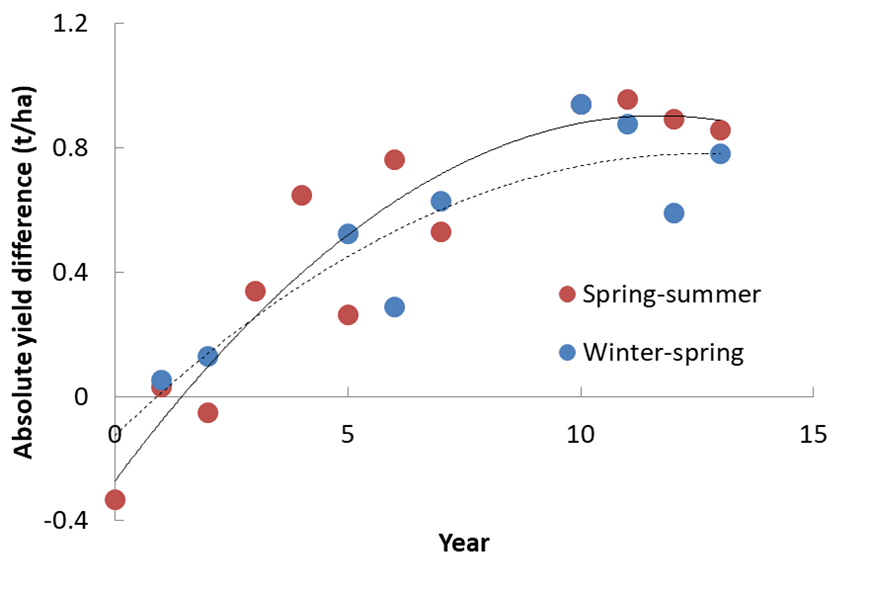 1.2
0.8
0.4
0
-0.4
Absolute yield difference (t/ha)
0
5
10
15
Year
Spring-summer
Winter-spring